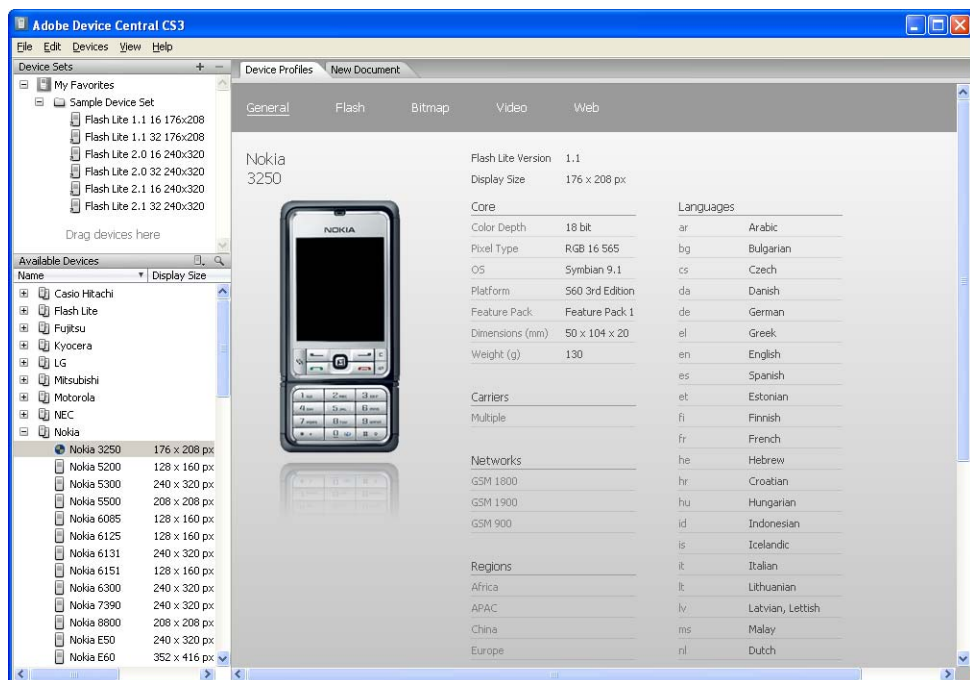 Adobe Device Central CS3
File Edit Devices View Help
Device Sets
My Favorites
Sample Device Set
Flash Lite 1.1 16 176x208
Flash Lite 1.1 32 176x208
Flash Lite 2.0 16 240x320
Flash Lite 2.0 32 240x320
Flash Lite 2.1 16 240x320
Flash Lite 2.1 32 240x320
Drag devices here
Available Devices
Name Display Size
Casio Hitachi
Flash Lite
Fujitsu
Kyocera
LG
Mitsubishi
Motorola
NEC
Nokia
Nokia 3250 176 x 208 px
Nokia 5200 128 x 160 px
Nokia 5300 240 x 320 px
Nokia 5500 208 x 208 px
Nokia 6085 128 x 160 px
Nokia 6125 128 x 160 px
Nokia 6131 240 x 320 px
Nokia 6151 128 x 160 px
Nokia 6300 240 x 320 px
Nokia 7390 240 x 320 px
Nokia 8800 208 x 208 px
Nokia E50 240 x 320 px
Nokia E60 352 x 416 px
Device Profiles New Document
General Flash Bitmap Video Web
Nokia
3250
NOKIA
Flash Lite Version 1.1
Display Size 176 x 208 px
Core
Color Depth 18 bit
Pixel Type RGB 16 565
OS Symbian 9.1
Platform S60 3rd Edition
Feature Pack Feature Pack 1
Dimensions (mm) 50 x 104 x 20
Weight (g) 130
Carriers
Multiple
Networks
GSM 1800
GSM 1900
GSM 900
Regions
Africa
APAC
China
Europe
Languages
ar Arabic
bg Bulgarian
cs Czech
da Danish
de German
el Greek
en English
es Spanish
et Estonian
fi Finnish
fr French
he Hebrew
hr Croatian
hu Hungarian
id Indonesian
is Icelandic
it Italian
lt Lithuanian
lv Latvian, Lettish
ms Malay
nl Dutch